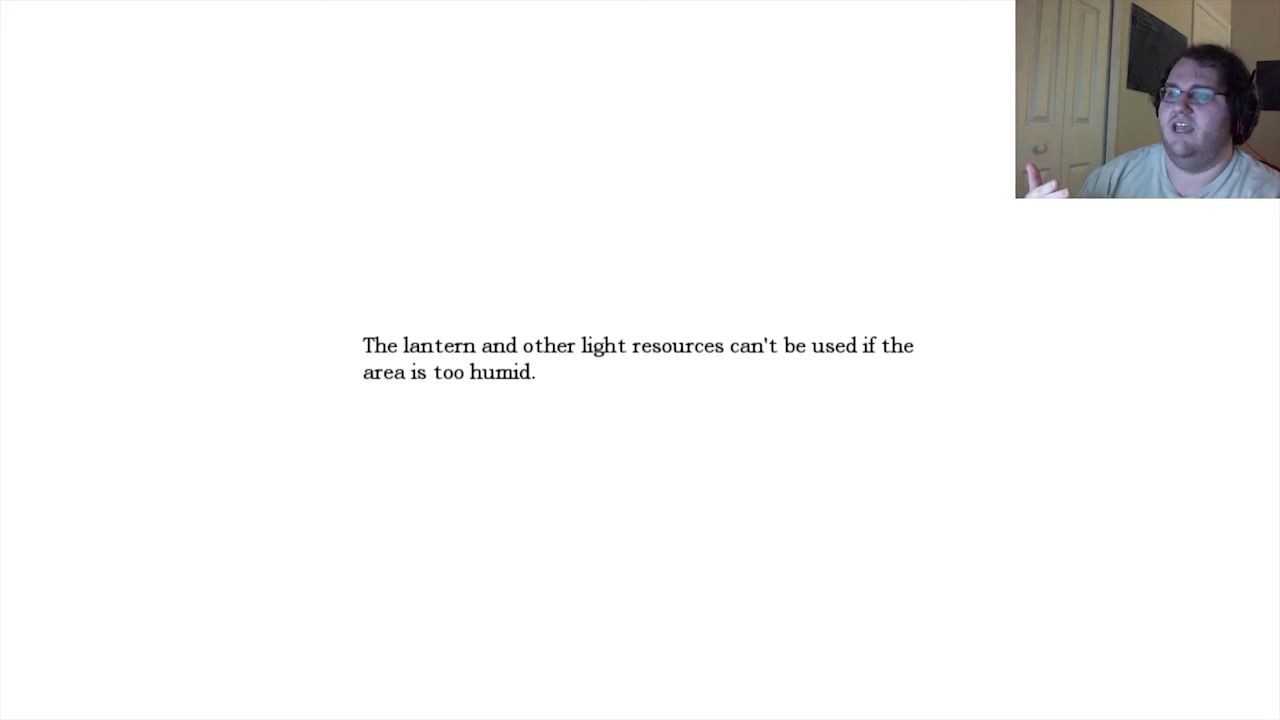 The lantern and other light resources can't be used if the
area is too humid.